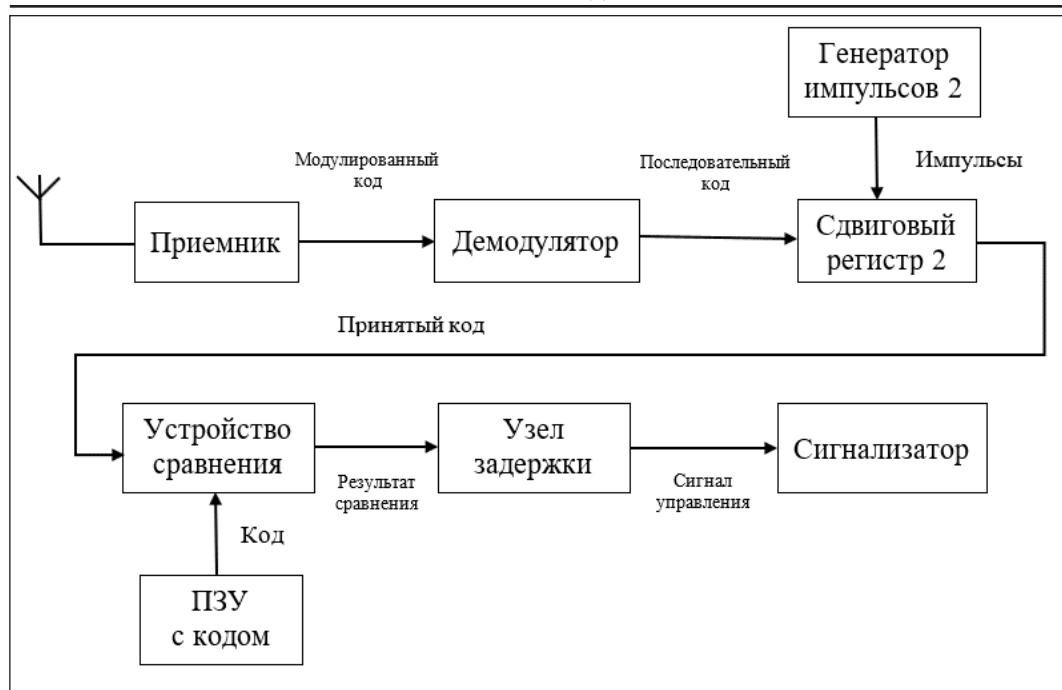 Генератор
импульсов 2
Модулированный
код
Последовательный
код
Импульсы
Приемник
Демодулятор
Сдвиговый
регистр 2
Принятый код
Устройство
сравнения
Узел
задержки
Сигнализатор
Результат
сравнения
Сигнал
управления
Код
ПЗУ
с кодом